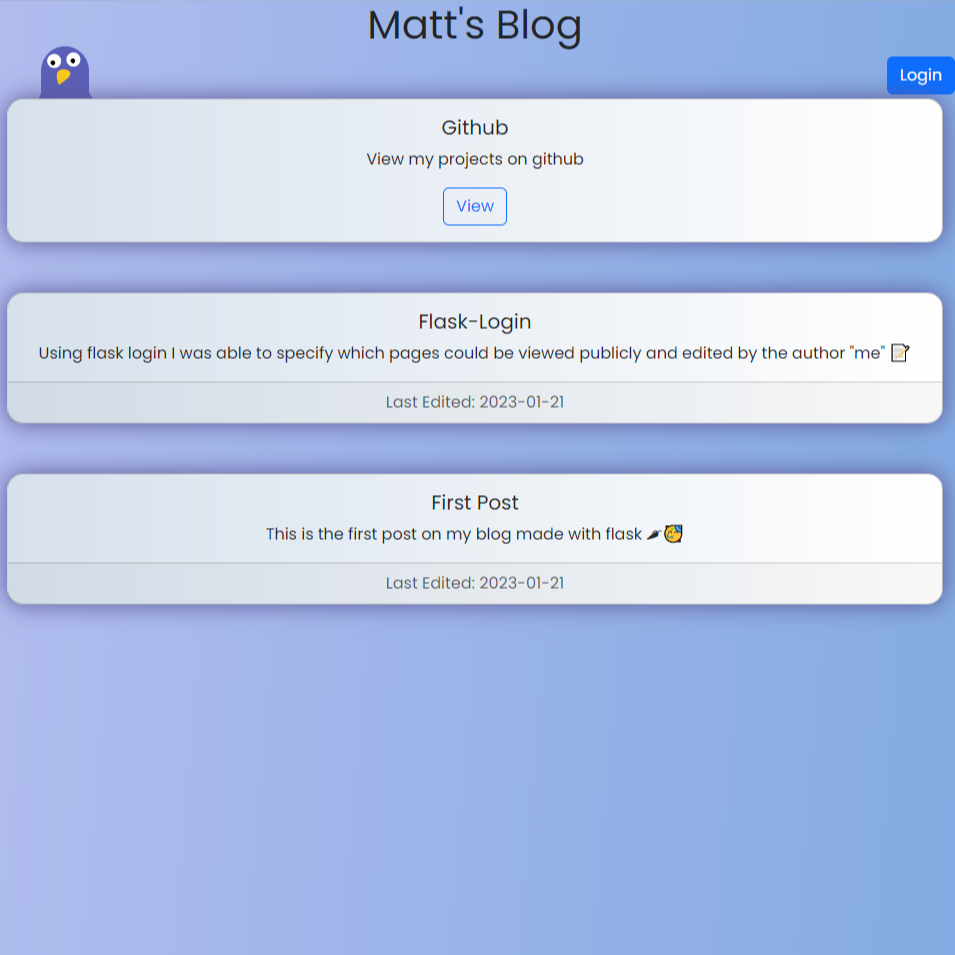 Matt's Blog
Login
Github
View my projects on github
View
Flask-Login
Using flask login I was able to specify which pages could be viewed publicly and edited by the author "me" 📝
Last Edited: 2023-01-21
First Post
This is the first post on my blog made with flask 🌶🥳
Last Edited: 2023-01-21